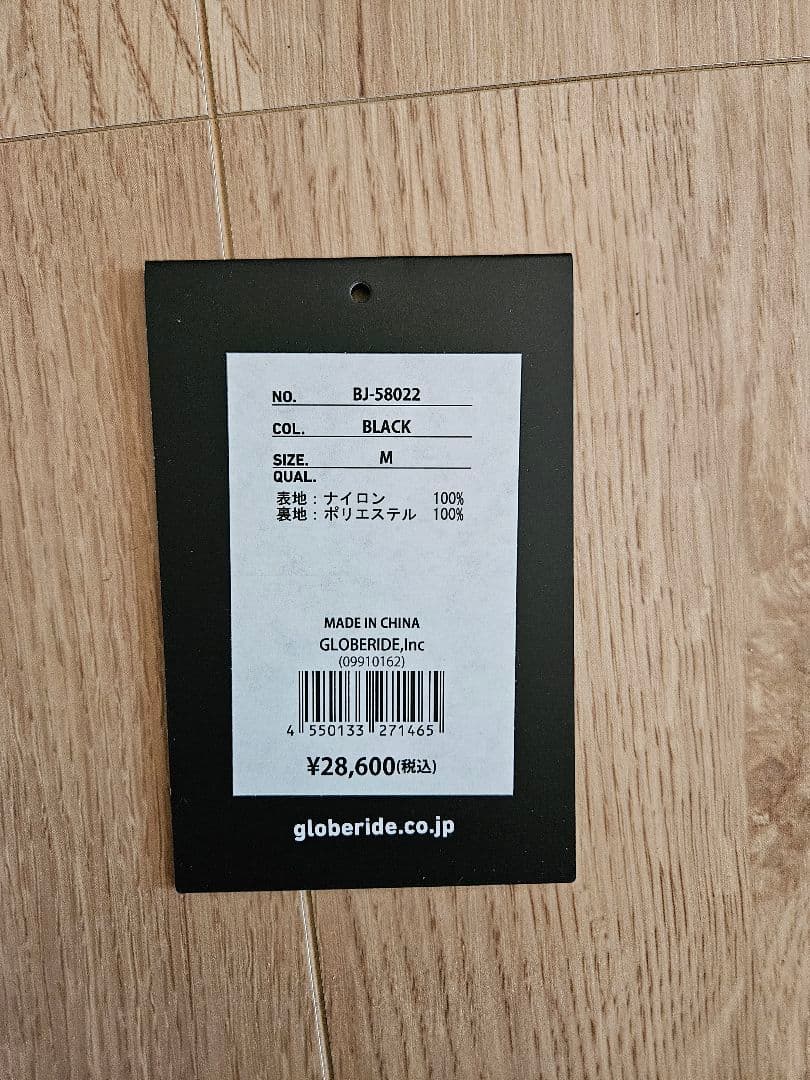 NO. BJ-58022
COL. BLACK
SIZE. M
QUAL.
表地:ナイロン 100%
裏地:ポリエステル 100%
MADE IN CHINA
GLOBERIDE,Inc
(09910162)
4 550133 271465
¥28,600(税込)
globeride.co.jp